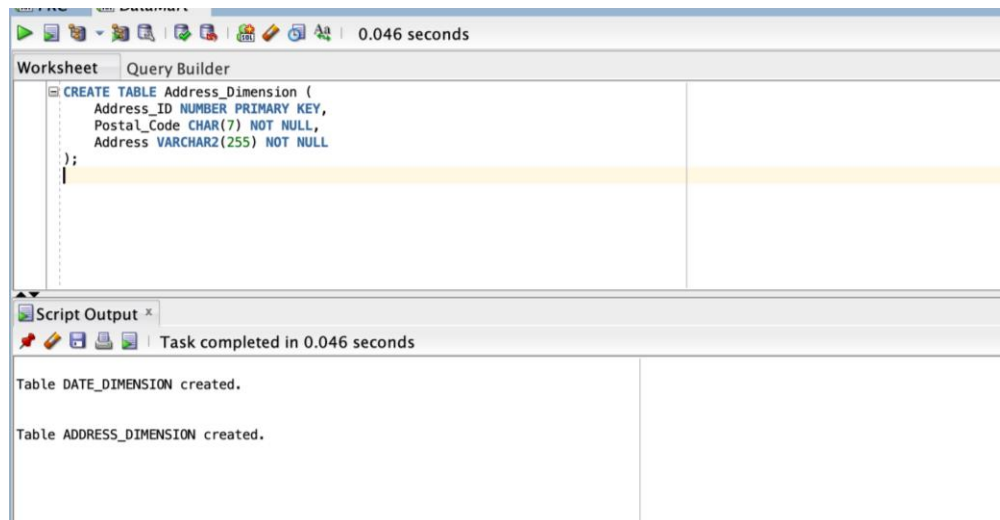 DataMart
0.046 seconds
Worksheet Query Builder
CREATE TABLE Address_Dimension (
Address_ID NUMBER PRIMARY KEY,
Postal_Code CHAR(7) NOT NULL,
Address VARCHAR2(255) NOT NULL
);
Script Output
Task completed in 0.046 seconds
Table DATE_DIMENSION created.
Table ADDRESS_DIMENSION created.